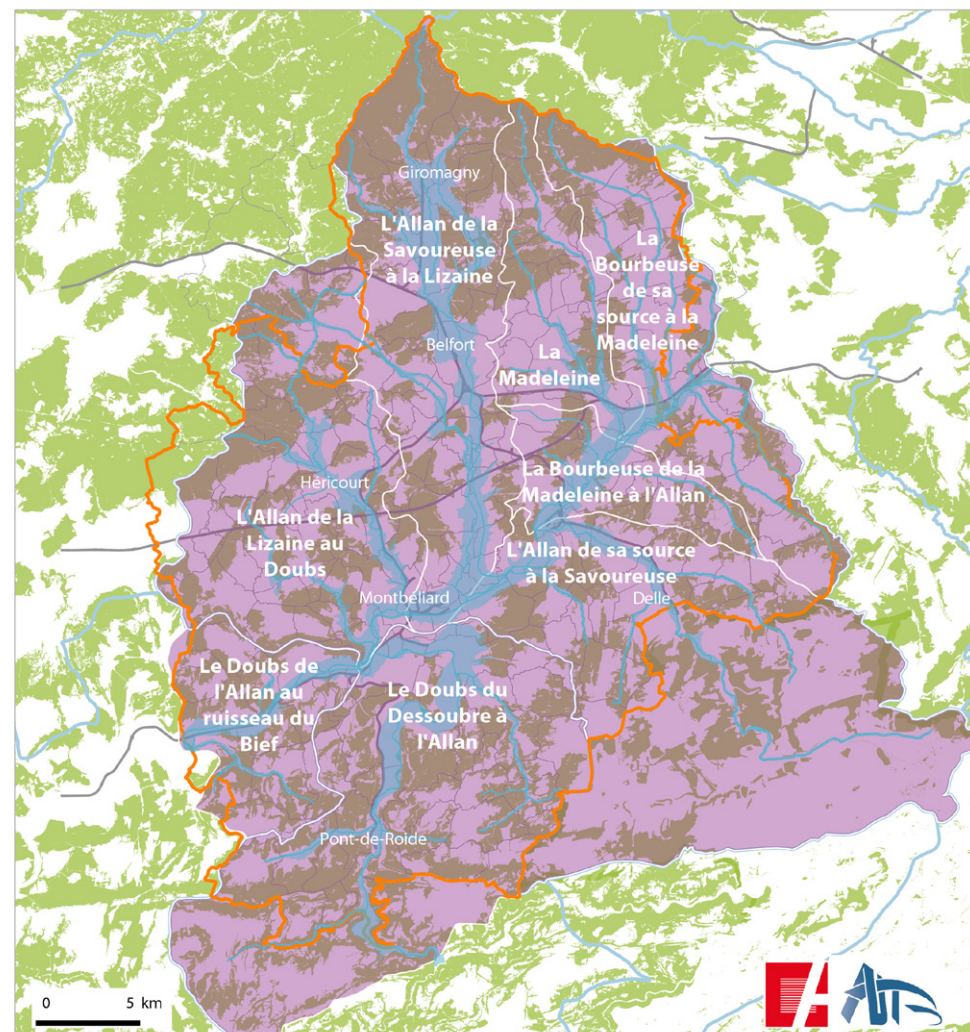 Giromagny
L'Allan de la
Savoureuse
à la Lizaine
La
Bourbeuse
de sa
source à la
Madeleine
Belfort
La
Madeleine
La Bourbeuse de la
Madeleine à l'Allan
Héricourt
L'Allan de la
Lizaine au
Doubs
L'Allan de sa source
à la Savoureuse
Montbéliard
Delle
Le Doubs de
l'Allan au
ruisseau du
Bief
Le Doubs du
Dessoubre à
l'Allan
Pont-de-Roide
0 5 km